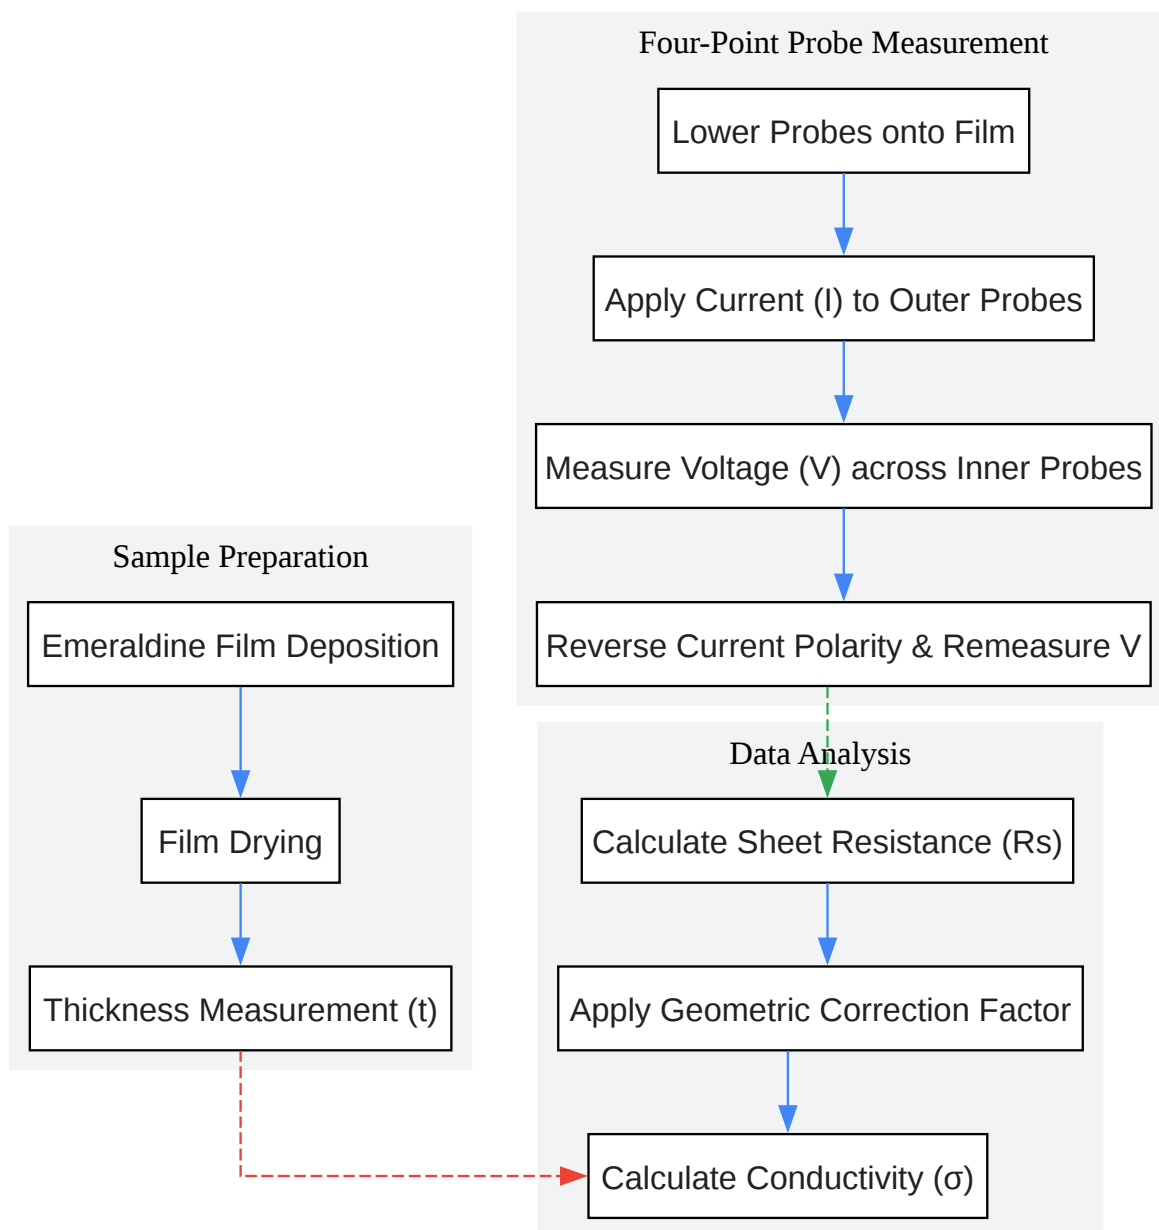 Four-Point Probe Measurement
Lower Probes onto Film
Apply Current (I) to Outer Probes
Measure Voltage (V) across Inner Probes
Reverse Current Polarity & Remeasure V
Sample Preparation
Emeraldine Film Deposition
Film Drying
Thickness Measurement (t)
Data Analysis
Calculate Sheet Resistance (Rs)
Apply Geometric Correction Factor
Calculate Conductivity (σ)